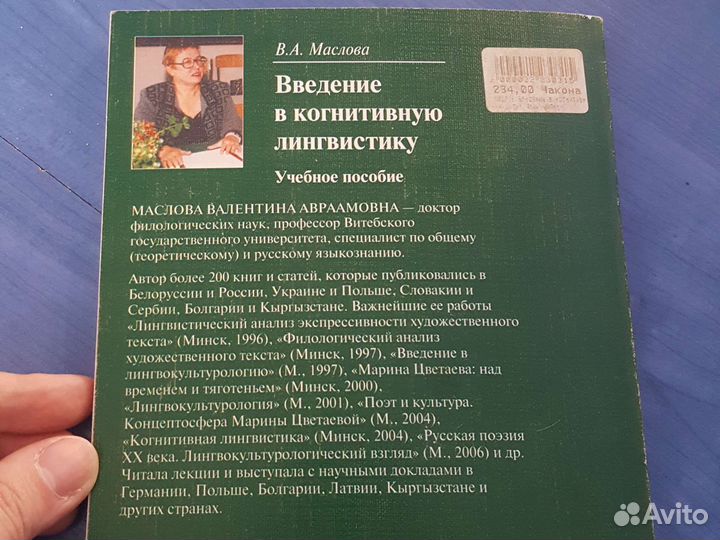 В.А. Маслова
Введение
в когнитивную
лингвистику
Учебное пособие
234,00 Чакона
МАСЛОВА ВАЛЕНТИНА АВРААМОВНА — доктор
филологических наук, профессор Витебского
государственного университета, специалист по общему
(теоретическому) и русскому языкознанию.
Автор более 200 книг и статей, которые публиковались в
Белоруссии и России, Украине и Польше, Словакии и
Сербии, Болгарии и Кыргызстане. Важнейшие ее работы
«Лингвистический анализ экспрессивности художественного
текста» (Минск, 1996), «Филологический анализ
художественного текста» (Минск, 1997), «Введение в
лингвокультурологию» (М., 1997), «Марина Цветаева: над
временем и тяготеньем» (Минск, 2000),
«Лингвокультурология» (М., 2001), «Поэт и культура.
Концептосфера Марины Цветаевой» (М., 2004),
«Когнитивная лингвистика» (Минск, 2004), «Русская поэзия
XX века. Лингвокультурологический взгляд» (М., 2006) и др.
Читала лекции и выступала с научными докладами в
Германии, Польше, Болгарии, Латвии, Кыргызстане и
других странах.
Avito